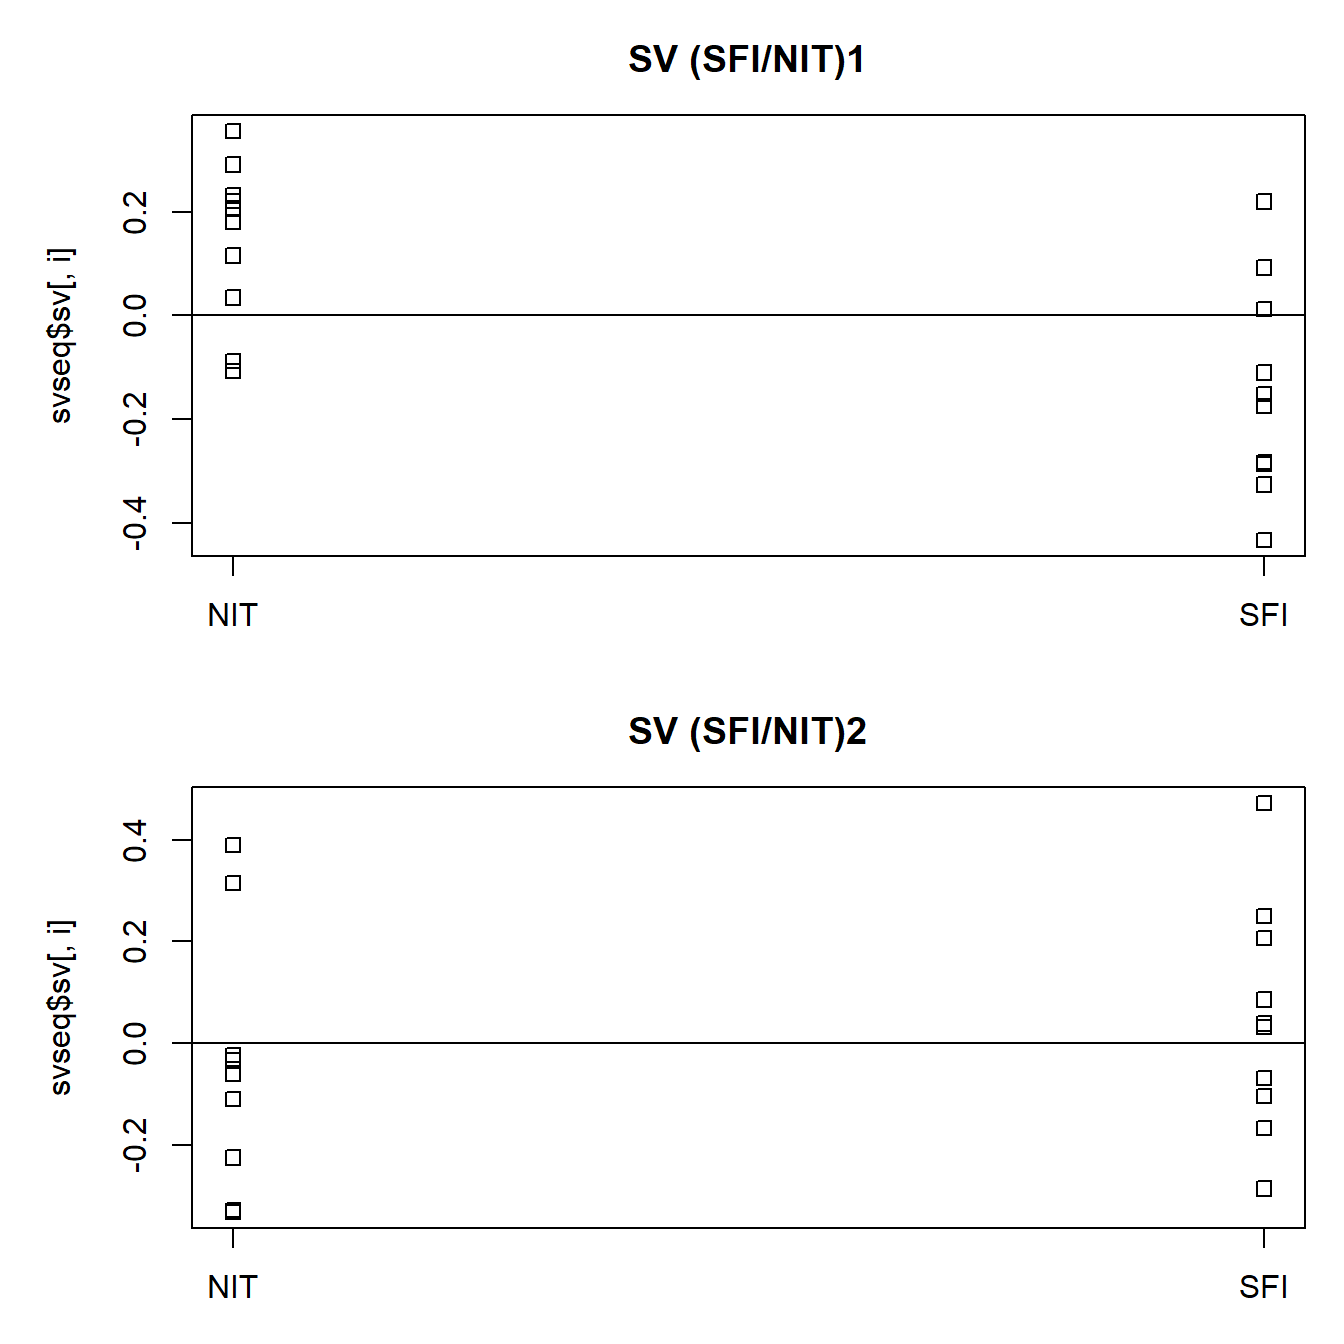 SV (SFI/NIT)1
svseq$sv[, i]
0.2
0.0
-0.2
-0.4
NIT
SFI
SV (SFI/NIT)2
svseq$sv[, i]
0.4
0.2
0.0
-0.2
NIT
SFI